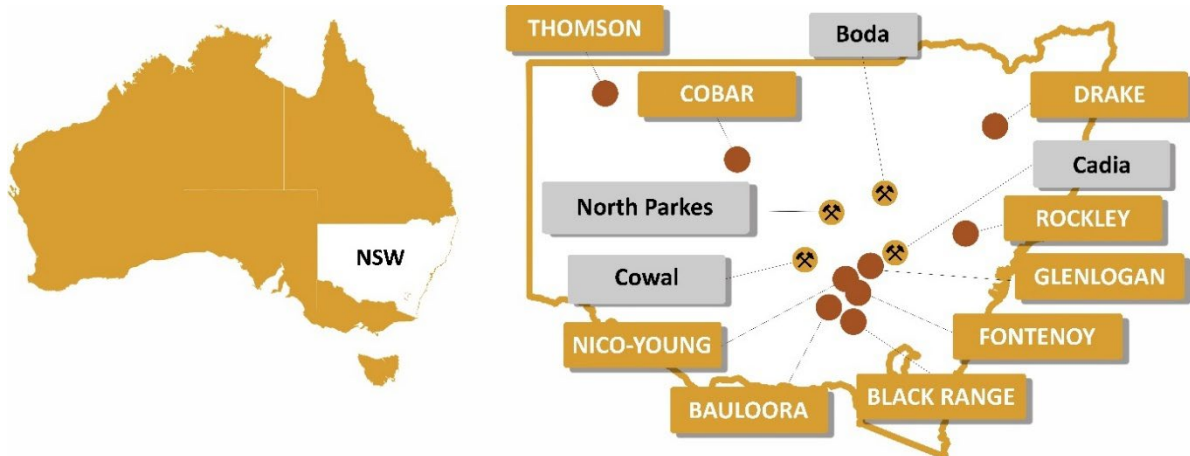 NSW
THOMSON
Boda
COBAR
DRAKE
Cadia
North Parkes
ROCKLEY
Cowal
GLENLOGAN
NICO-YOUNG
FONTENOY
BAULOORA
BLACK RANGE